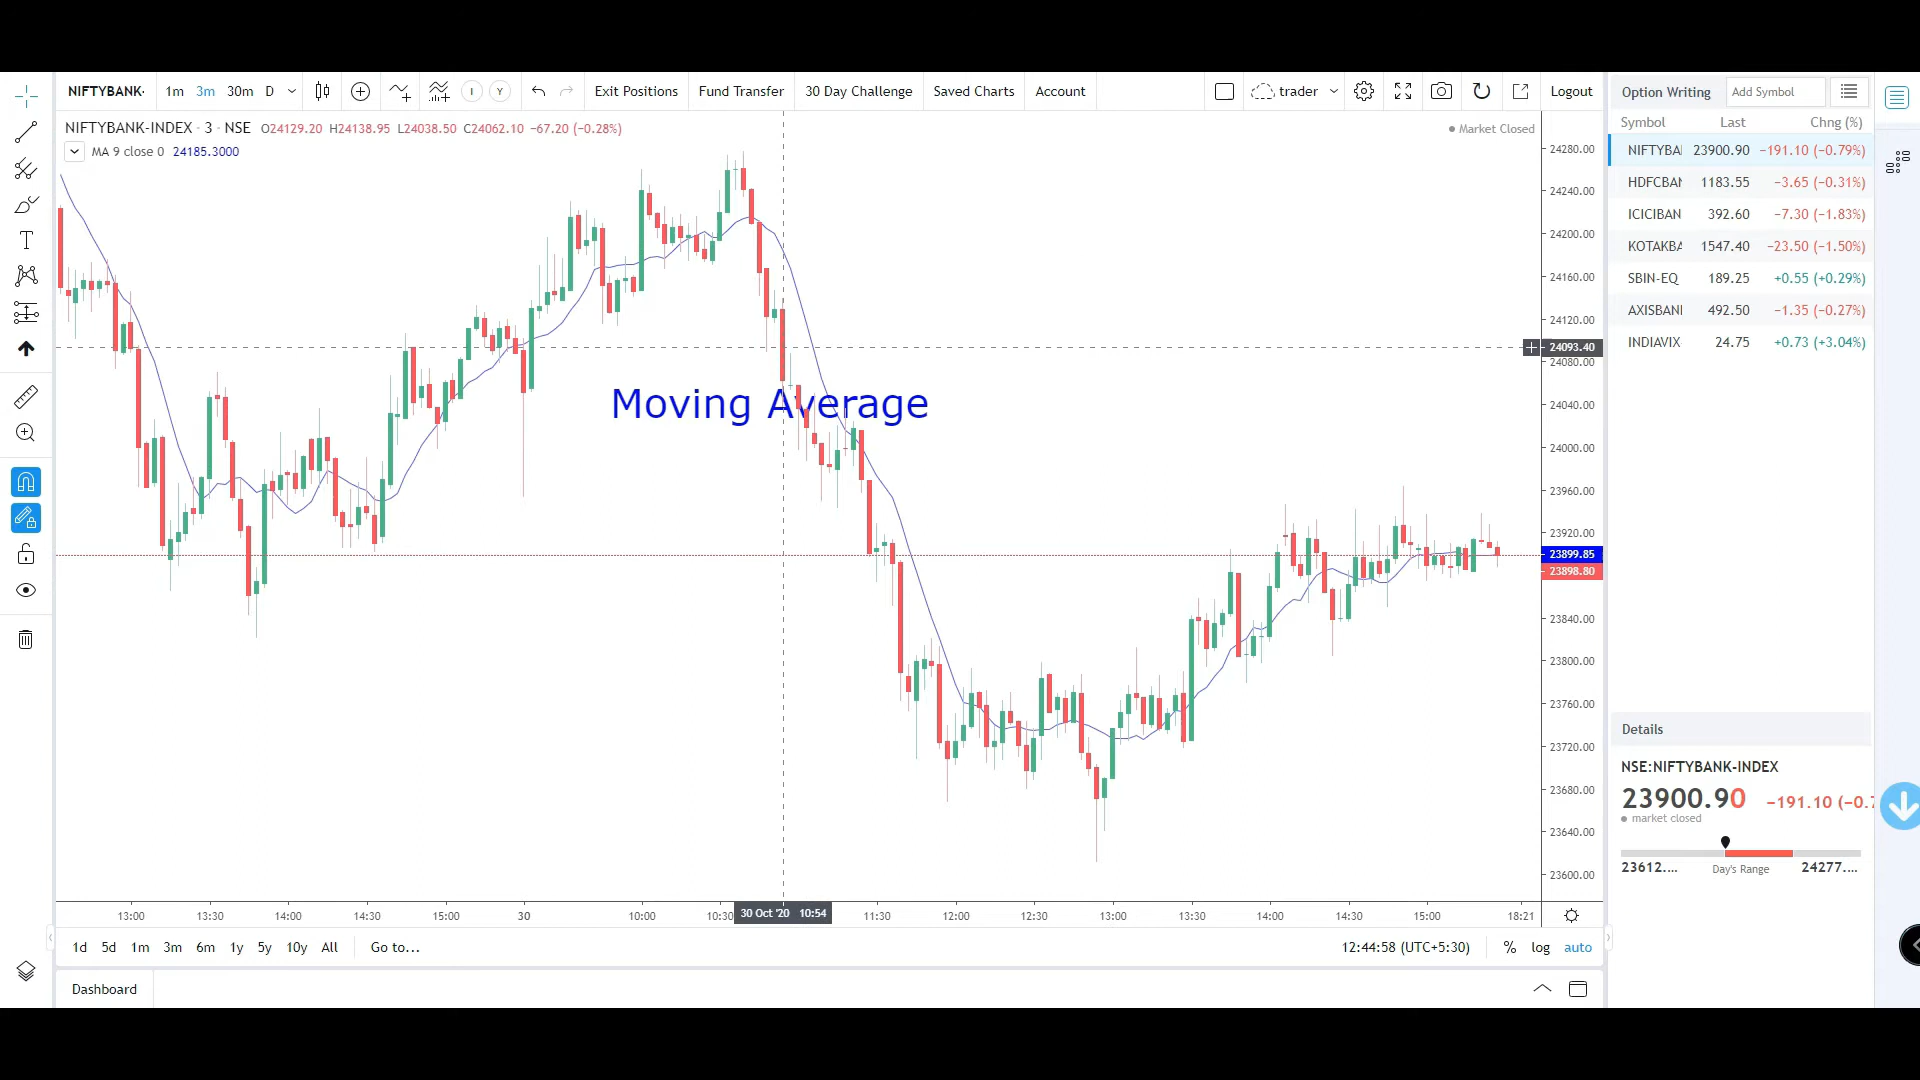 NIFTYBANK· 1m 3m 30m D I Y Exit Positions Fund Transfer 30 Day Challenge Saved Charts Account trader Logout
NIFTYBANK-INDEX · 3 · NSE O24129.20 H24138.95 L24038.50 C24062.10 −67.20 (−0.28%)
MA 9 close 0 24185.3000
Market Closed
Moving Average
24280.00
24240.00
24200.00
24160.00
24120.00
24093.40
24080.00
24040.00
24000.00
23960.00
23920.00
23899.85
23898.80
23840.00
23800.00
23760.00
23720.00
23680.00
23640.00
23600.00
13:00 13:30 14:00 14:30 15:00 30 10:00 10:30 30 Oct '20 10:54 11:30 12:00 12:30 13:00 13:30 14:00 14:30 15:00 18:21
1d 5d 1m 3m 6m 1y 5y 10y All Go to... 12:44:58 (UTC+5:30) % log auto
Dashboard
Option Writing Add Symbol
Symbol Last Chng (%)
NIFTYBA 23900.90 −191.10 (−0.79%)
HDFCBAN 1183.55 −3.65 (−0.31%)
ICICIBAN 392.60 −7.30 (−1.83%)
KOTAKBA 1547.40 −23.50 (−1.50%)
SBIN-EQ 189.25 +0.55 (+0.29%)
AXISBANI 492.50 −1.35 (−0.27%)
INDIAVIX 24.75 +0.73 (+3.04%)
Details
NSE:NIFTYBANK-INDEX
23900.90 −191.10 (−0.7
market closed
23612.... Day's Range 24277....